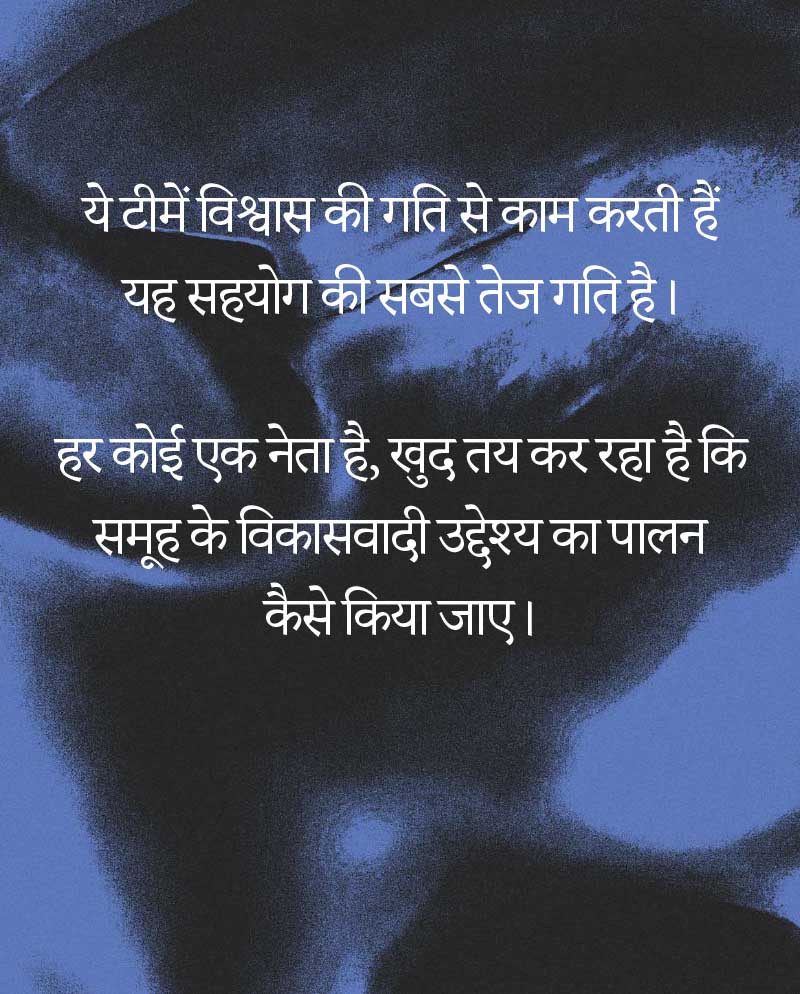 ये टीमें विश्वास की गति से काम करती हैं
यह सहयोग की सबसे तेज गति है।
हर कोई एक नेता है, खुद तय कर रहा है कि
समूह के विकासवादी उद्देश्य का पालन
कैसे किया जाए।